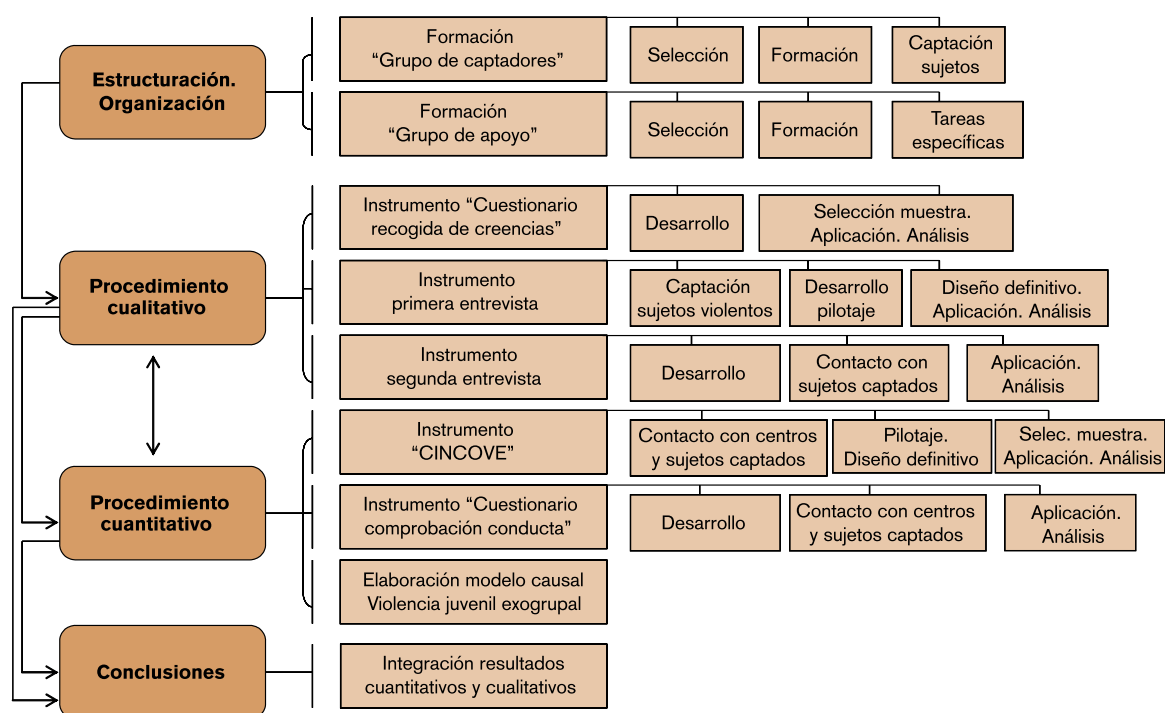 Estructuración.
Organización
Formación
“Grupo de captadores”
Selección
Formación
Captación
sujetos
Formación
“Grupo de apoyo”
Selección
Formación
Tareas
específicas
Procedimiento
cualitativo
Instrumento “Cuestionario
recogida de creencias”
Desarrollo
Selección muestra.
Aplicación. Análisis
Instrumento
primera entrevista
Captación
sujetos violentos
Desarrollo
pilotaje
Diseño definitivo.
Aplicación. Análisis
Instrumento
segunda entrevista
Desarrollo
Contacto con
sujetos captados
Aplicación.
Análisis
Procedimiento
cuantitativo
Instrumento
“CINCOVE”
Contacto con centros
y sujetos captados
Pilotaje.
Diseño definitivo
Selec. muestra.
Aplicación. Análisis
Instrumento “Cuestionario
comprobación conducta”
Desarrollo
Contacto con centros
y sujetos captados
Aplicación.
Análisis
Elaboración modelo causal
Violencia juvenil exogrupal
Conclusiones
Integración resultados
cuantitativos y cualitativos